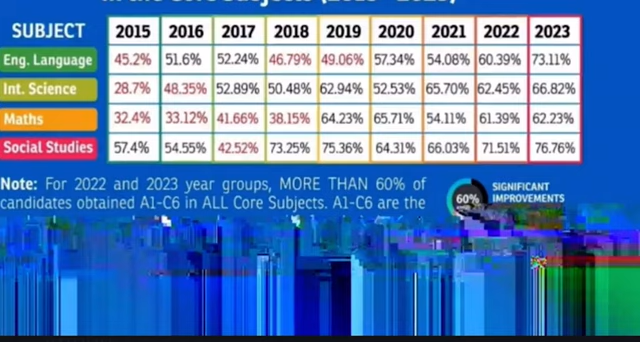 SUBJECT 2015 2016 2017 2018 2019 2020 2021 2022 2023
Eng. Language 45.2% 51.6% 52.24% 46.79% 49.06% 57.34% 54.08% 60.39% 73.11%
Int. Science 28.7% 48.35% 52.89% 50.48% 62.94% 52.53% 65.70% 62.45% 66.82%
Maths 32.4% 33.12% 41.66% 38.15% 64.23% 65.71% 54.11% 61.39% 62.23%
Social Studies 57.4% 54.55% 42.52% 73.25% 75.36% 64.31% 66.03% 71.51% 76.76%
Note: For 2022 and 2023 year groups, MORE THAN 60% of
candidates obtained A1-C6 in ALL Core Subjects. A1-C6 are the
60%
SIGNIFICANT
IMPROVEMENTS